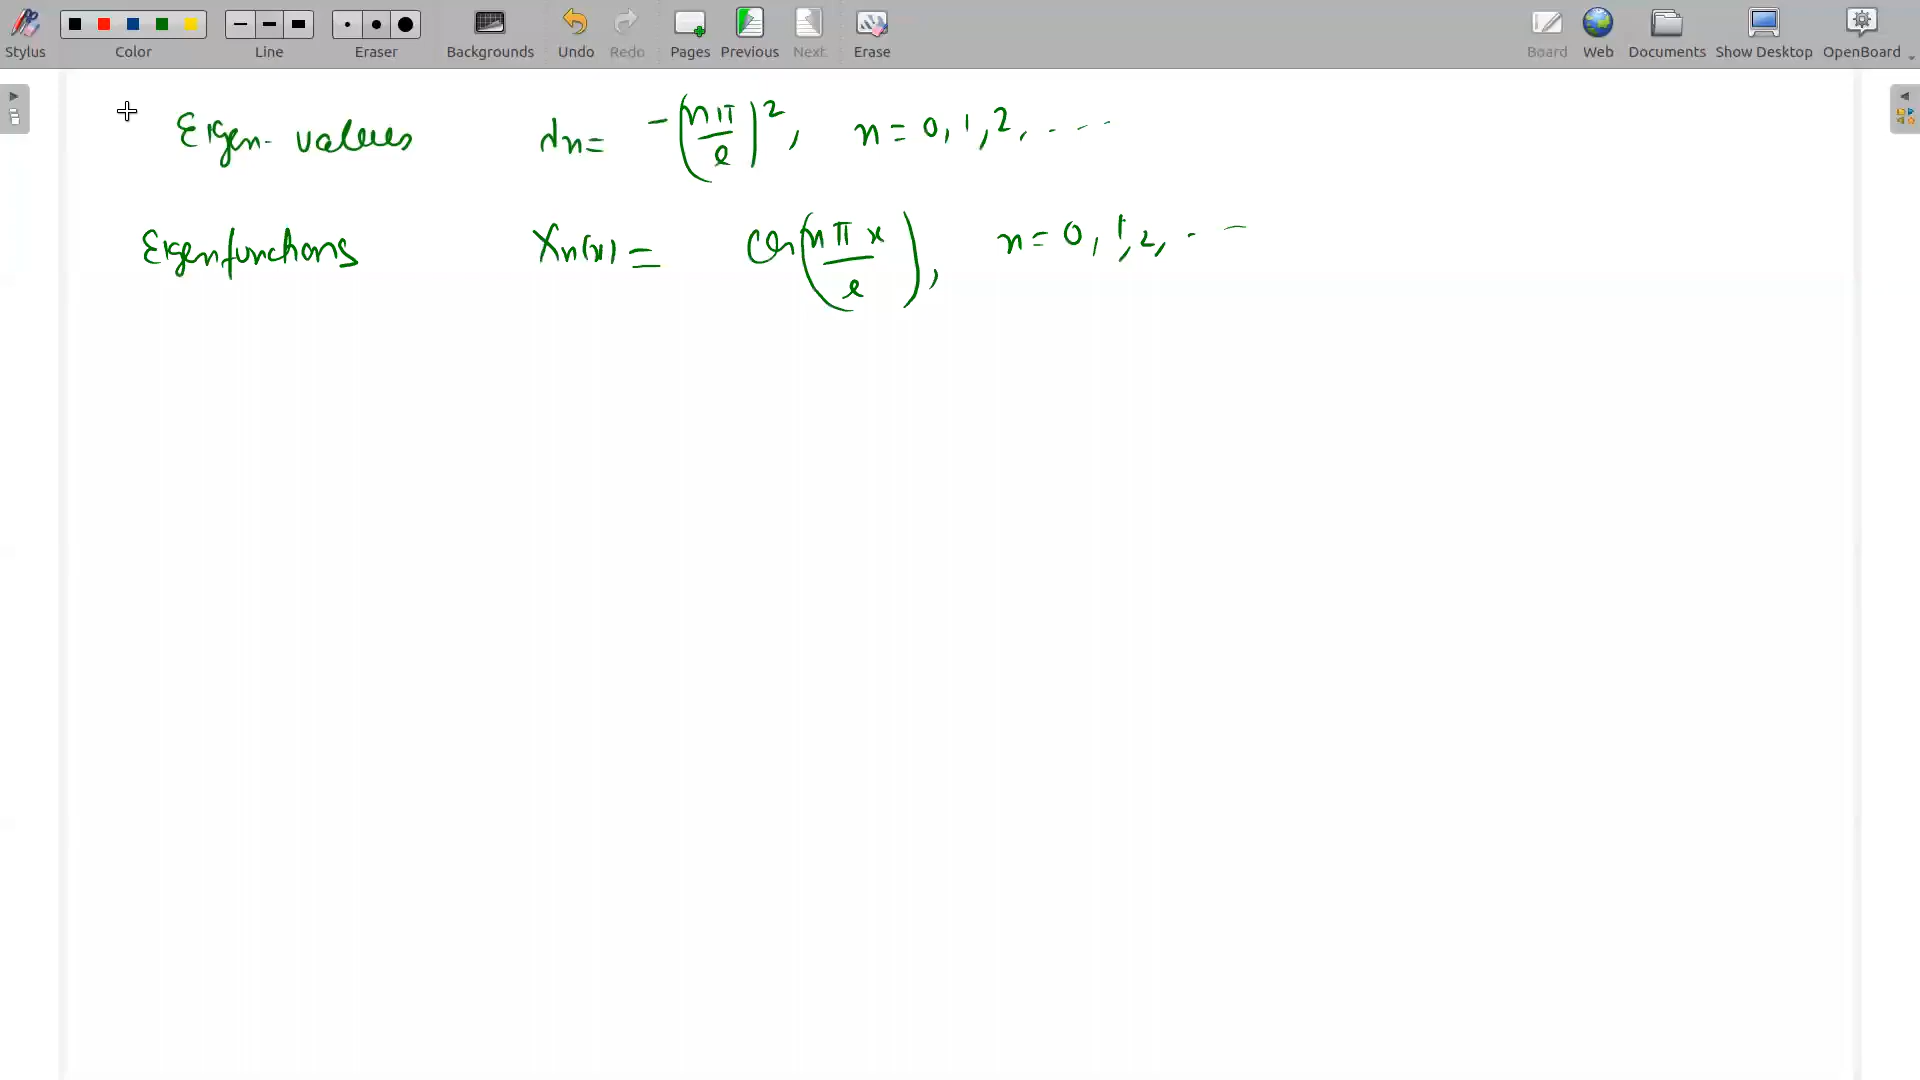 Stylus Color Line Eraser Backgrounds Undo Redo Pages Previous Next Erase Board Web Documents Show Desktop OpenBoard
Eigen-values λn= -(nπ/l)^2, n=0,1,2,....
Eigenfunctions Xn(x) = Cos(nπx/l), n=0,1,2,...